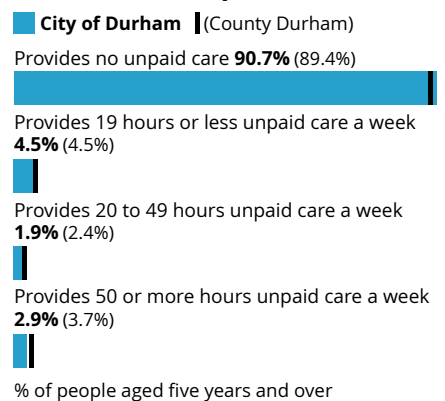 City of Durham (County Durham)
Provides no unpaid care 90.7% (89.4%)
Provides 19 hours or less unpaid care a week
4.5% (4.5%)
Provides 20 to 49 hours unpaid care a week
1.9% (2.4%)
Provides 50 or more hours unpaid care a week
2.9% (3.7%)
% of people aged five years and over